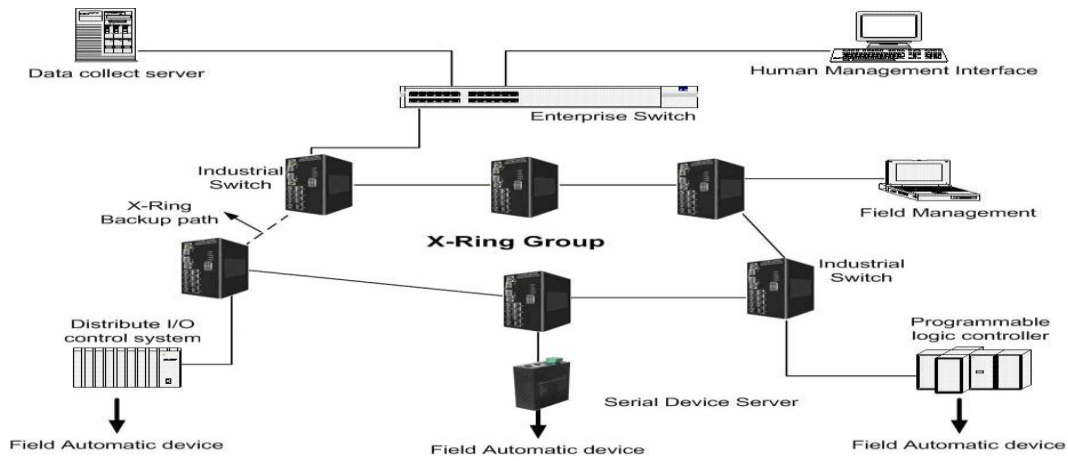 Data collect server
Human Management Interface
Enterprise Switch
Industrial
Switch
X-Ring
Backup path
Field Management
X-Ring Group
Industrial
Switch
Distribute I/O
control system
Programmable
logic controller
Serial Device Server
Field Automatic device
Field Automatic device
Field Automatic device